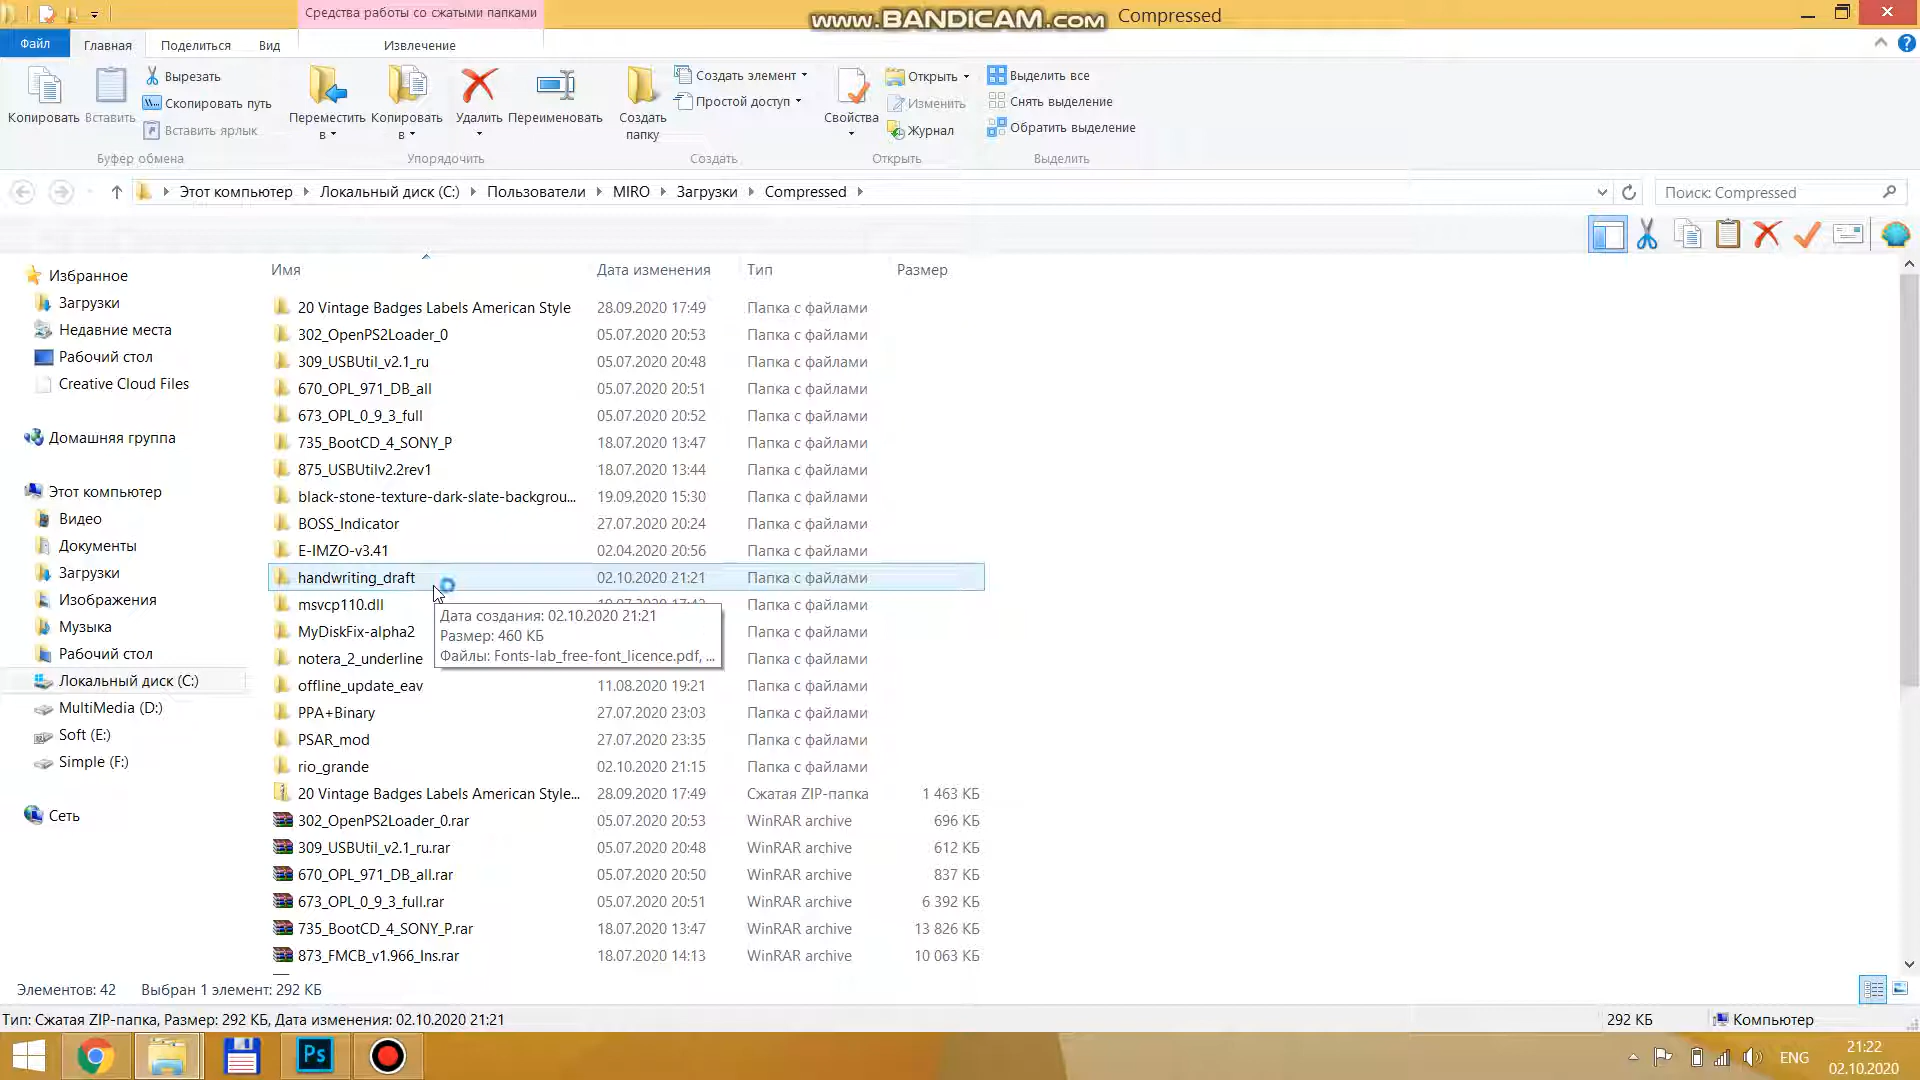 Средства работы со сжатыми папками
www.BANDICAM.com Compressed
Файл Главная Поделиться Вид Извлечение
Копировать Вставить Вырезать Скопировать путь Вставить ярлык
Переместить в Копировать в Удалить Переименовать
Создать папку Создать элемент Простой доступ
Свойства Открыть Изменить Журнал
Выделить все Снять выделение Обратить выделение
Буфер обмена Упорядочить Создать Открыть Выделить
Этот компьютер Локальный диск (C:) Пользователи MIRO Загрузки Compressed Поиск: Compressed
Избранное
Загрузки
Недавние места
Рабочий стол
Creative Cloud Files
Домашняя группа
Этот компьютер
Видео
Документы
Загрузки
Изображения
Музыка
Рабочий стол
Локальный диск (C:)
MultiMedia (D:)
Soft (E:)
Simple (F:)
Сеть
Имя Дата изменения Тип Размер
20 Vintage Badges Labels American Style 28.09.2020 17:49 Папка с файлами
302_OpenPS2Loader_0 05.07.2020 20:53 Папка с файлами
309_USBUtil_v2.1_ru 05.07.2020 20:48 Папка с файлами
670_OPL_971_DB_all 05.07.2020 20:51 Папка с файлами
673_OPL_0_9_3_full 05.07.2020 20:52 Папка с файлами
735_BootCD_4_SONY_P 18.07.2020 13:47 Папка с файлами
875_USBUtilv2.2rev1 18.07.2020 13:44 Папка с файлами
black-stone-texture-dark-slate-backgrou... 19.09.2020 15:30 Папка с файлами
BOSS_Indicator 27.07.2020 20:24 Папка с файлами
E-IMZO-v3.41 02.04.2020 20:56 Папка с файлами
handwriting_draft 02.10.2020 21:21 Папка с файлами
msvcp110.dll Папка с файлами
MyDiskFix-alpha2 Папка с файлами
notera_2_underline Папка с файлами
Дата создания: 02.10.2020 21:21
Размер: 460 КБ
Файлы: Fonts-lab_free-font_licence.pdf, ...
offline_update_eav 11.08.2020 19:21 Папка с файлами
PPA+Binary 27.07.2020 23:03 Папка с файлами
PSAR_mod 27.07.2020 23:35 Папка с файлами
rio_grande 02.10.2020 21:15 Папка с файлами
20 Vintage Badges Labels American Style... 28.09.2020 17:49 Сжатая ZIP-папка 1 463 КБ
302_OpenPS2Loader_0.rar 05.07.2020 20:53 WinRAR archive 696 КБ
309_USBUtil_v2.1_ru.rar 05.07.2020 20:48 WinRAR archive 612 КБ
670_OPL_971_DB_all.rar 05.07.2020 20:50 WinRAR archive 837 КБ
673_OPL_0_9_3_full.rar 05.07.2020 20:51 WinRAR archive 6 392 КБ
735_BootCD_4_SONY_P.rar 18.07.2020 13:47 WinRAR archive 13 826 КБ
873_FMCB_v1.966_Ins.rar 18.07.2020 14:13 WinRAR archive 10 063 КБ
Элементов: 42 Выбран 1 элемент: 292 КБ
Тип: Сжатая ZIP-папка, Размер: 292 КБ, Дата изменения: 02.10.2020 21:21 292 КБ Компьютер
Ps ENG 21:22
02.10.2020